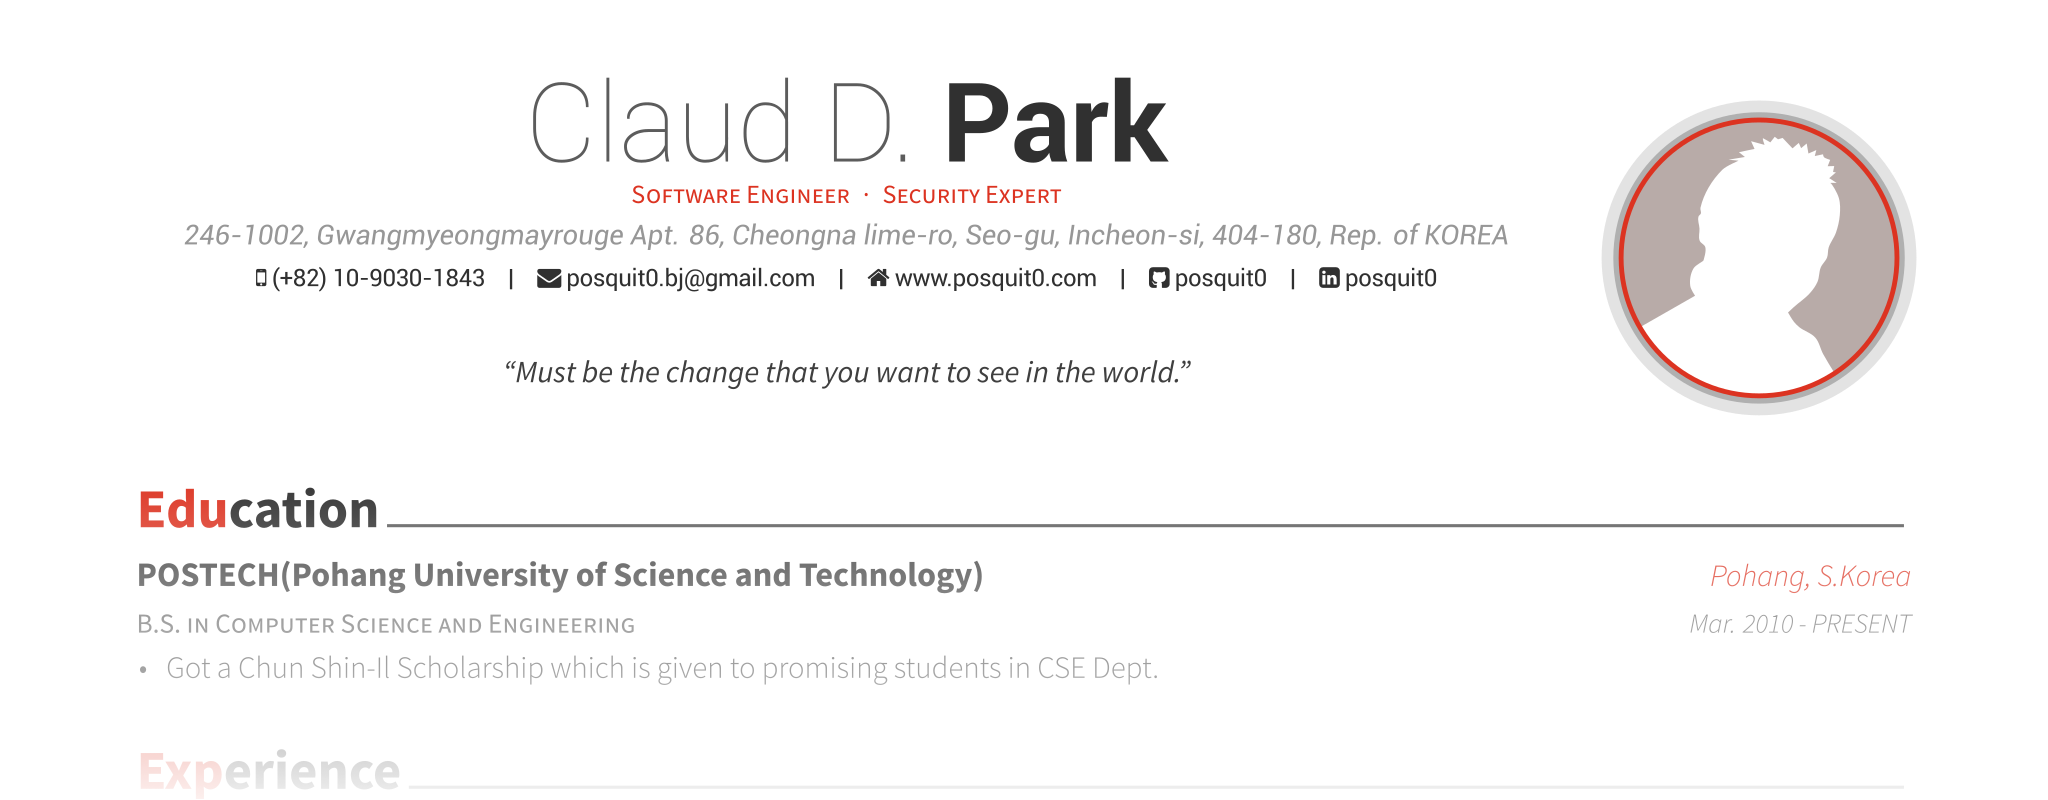 Claud D. Park
Software Engineer · Security Expert
246-1002, Gwangmyeongmayrouge Apt. 86, Cheongna lime-ro, Seo-gu, Incheon-si, 404-180, Rep. of KOREA
(+82) 10-9030-1843 | posquit0.bj@gmail.com | www.posquit0.com | posquit0 | posquit0
“Must be the change that you want to see in the world.”
Education
POSTECH(Pohang University of Science and Technology) Pohang, S.Korea
B.S. in Computer Science and Engineering Mar. 2010 - PRESENT
• Got a Chun Shin-Il Scholarship which is given to promising students in CSE Dept.
Experience